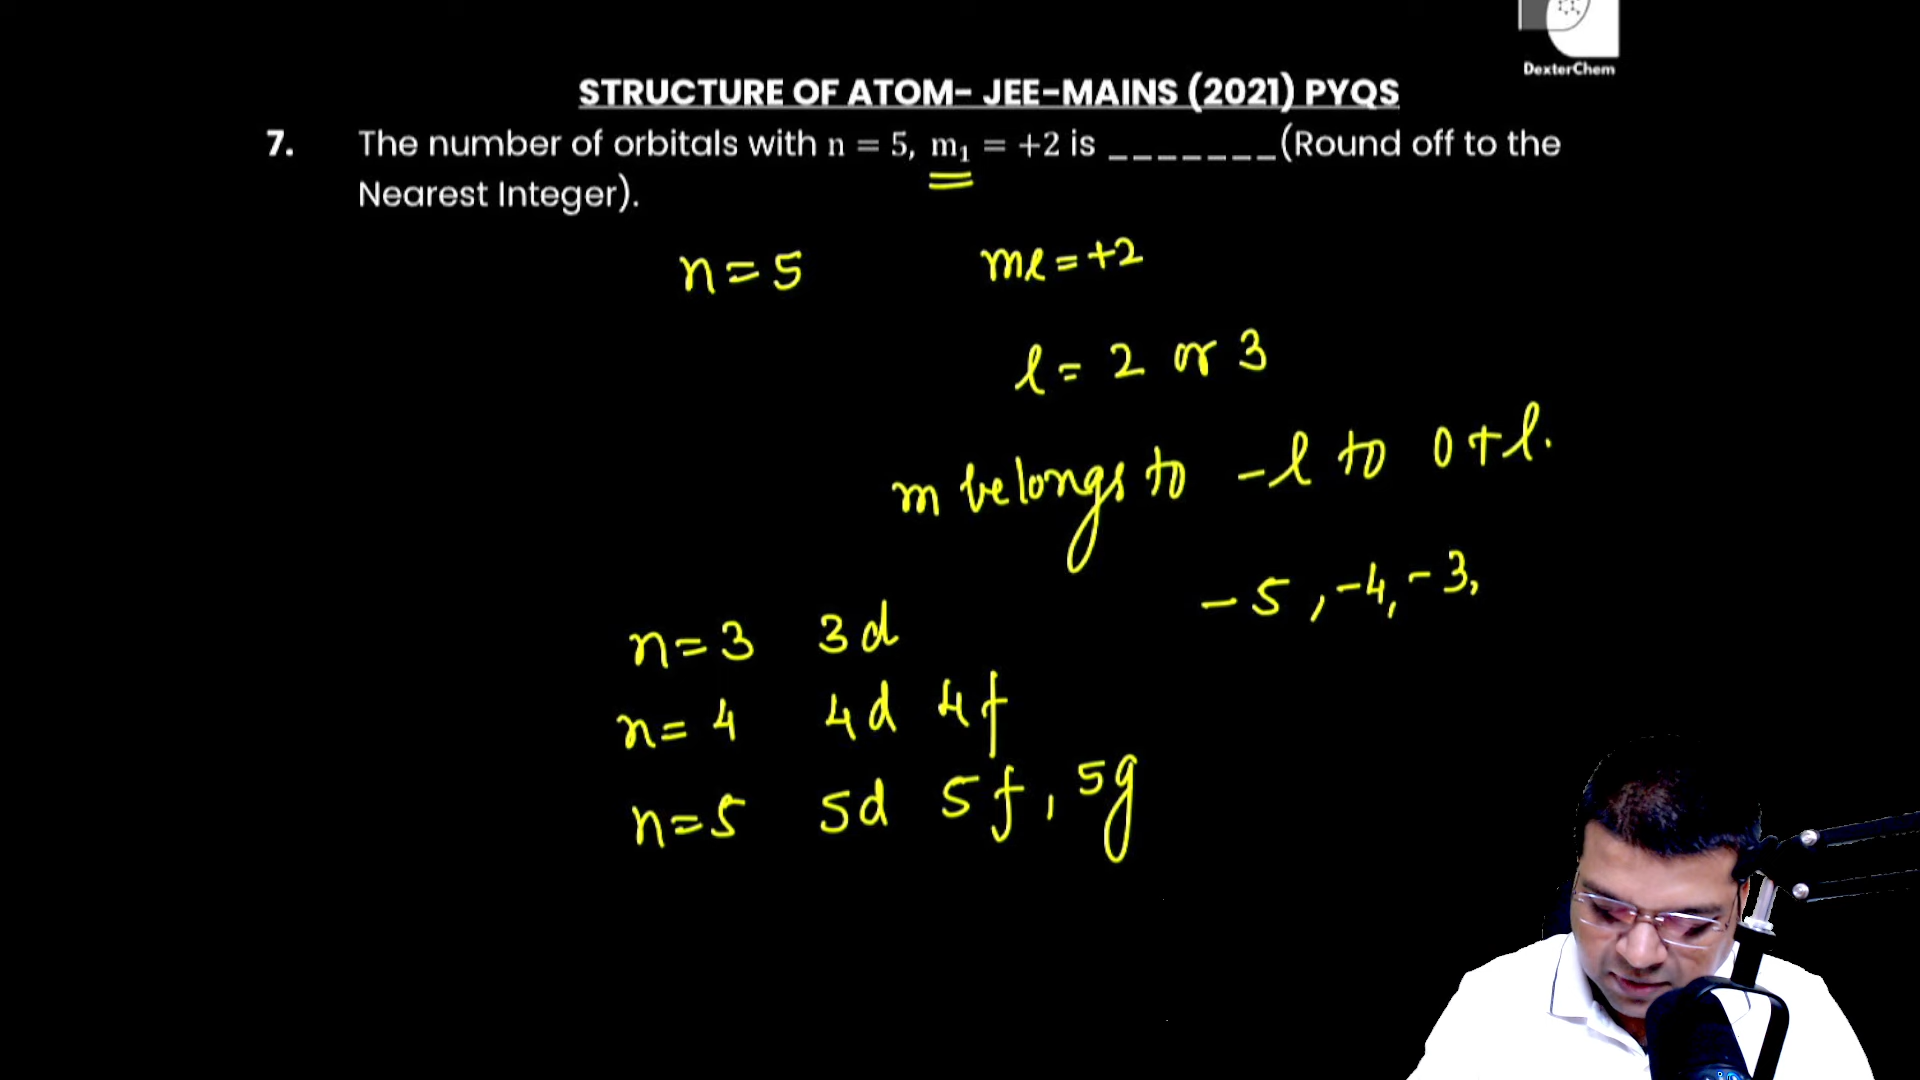 DexterChem
STRUCTURE OF ATOM- JEE-MAINS (2021) PYQS
7. The number of orbitals with n = 5, m₁ = +2 is _______(Round off to the
Nearest Integer).
n = 5 mℓ = +2
ℓ = 2 or 3
m belongs to -ℓ to 0 +ℓ.
-5, -4, -3,
n=3 3d
n=4 4d 4f
n=5 5d 5f, 5g